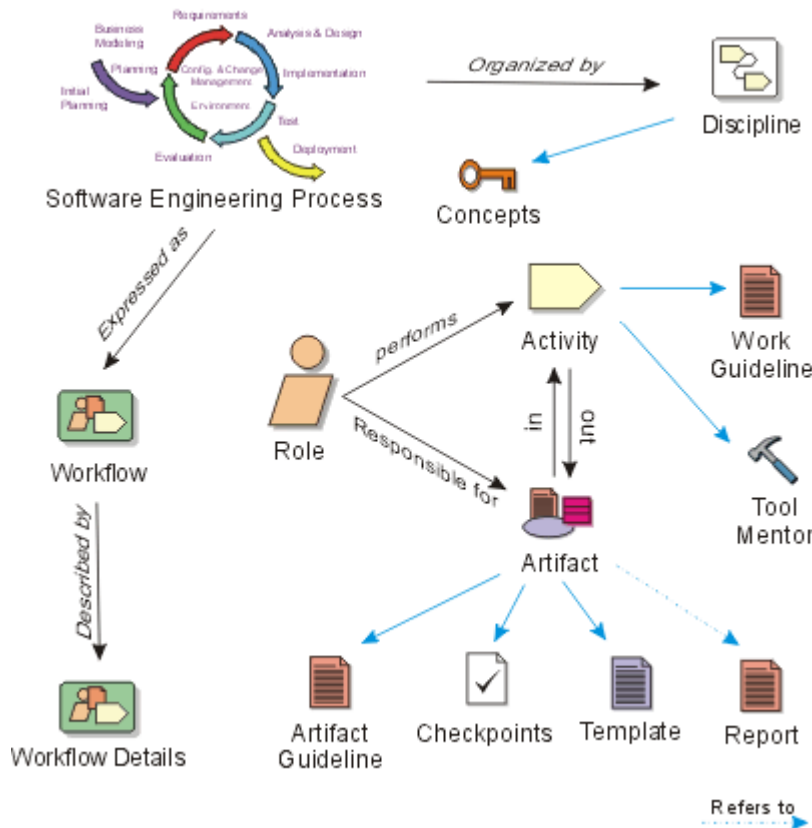 Requirements
Business
Modeling
Analysis & Design
Planning
Config. & Change
Management
Implementation
Initial
Planning
Environment
Test
Evaluation
Deployment
Software Engineering Process
Organized by
Discipline
Concepts
Expressed as
Workflow
Described by
Workflow Details
Role
performs
Responsible for
Activity
in
out
Artifact
Work
Guideline
Tool
Mentor
Artifact
Guideline
Checkpoints
Template
Report
Refers to